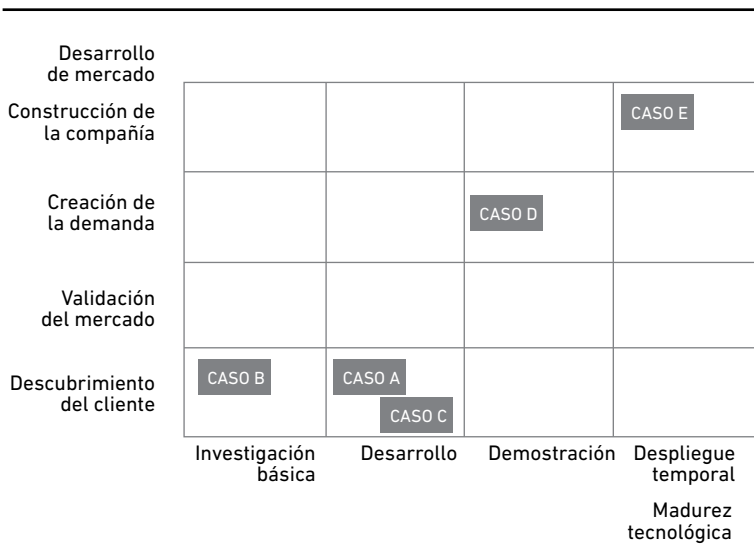 Desarrollo
de mercado
Construcción de
la compañía
CASO E
Creación de
la demanda
CASO D
Validación
del mercado
Descubrimiento
del cliente
CASO B
CASO A
CASO C
Investigación
básica
Desarrollo
Demostración
Despliegue
temporal
Madurez
tecnológica